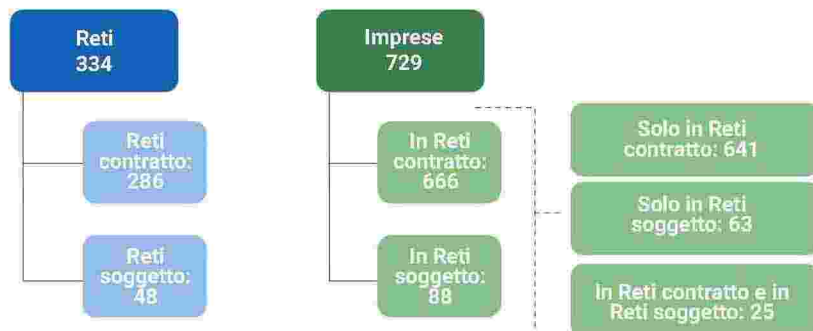 Reti
334
Imprese
729
Reti
contratto:
286
In Reti
contratto:
666
Solo in Reti
contratto: 641
Solo in Reti
soggetto: 63
Reti
soggetto:
48
In Reti
soggetto:
88
In Reti contratto e in
Reti soggetto: 25